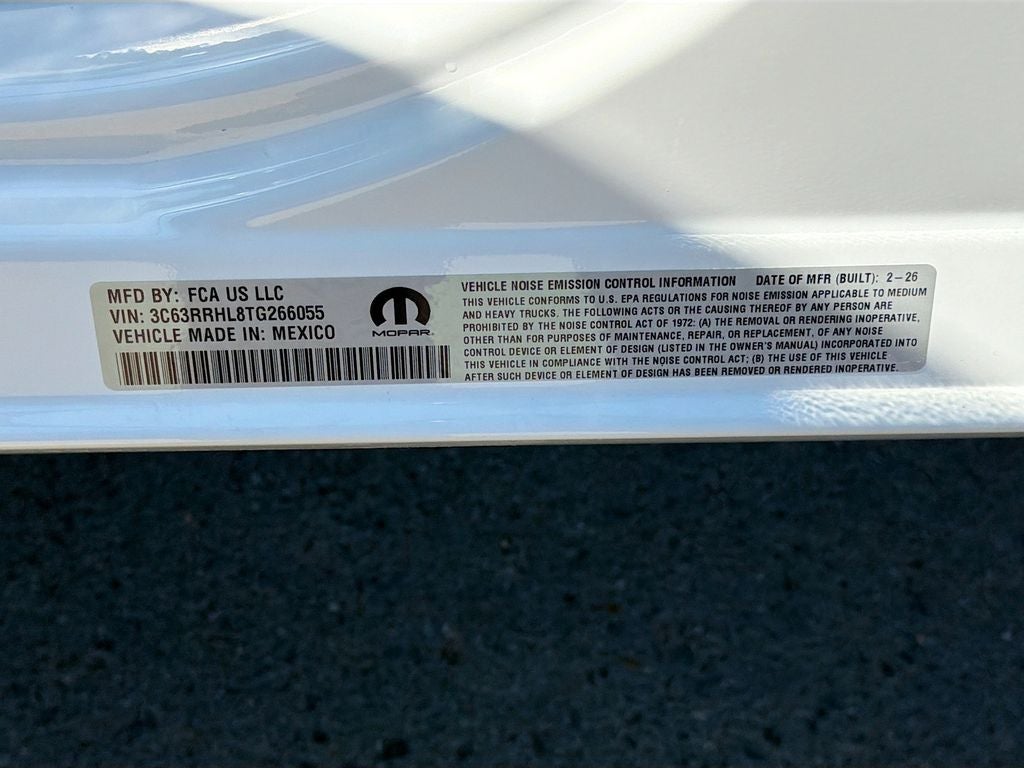 MFD BY: FCA US LLC
VIN: 3C63RRHL8TG266055
VEHICLE MADE IN: MEXICO
MOPAR
VEHICLE NOISE EMISSION CONTROL INFORMATION DATE OF MFR (BUILT): 2-26
THIS VEHICLE CONFORMS TO U.S. EPA REGULATIONS FOR NOISE EMISSION APPLICABLE TO MEDIUM
AND HEAVY TRUCKS. THE FOLLOWING ACTS OR THE CAUSING THEREOF BY ANY PERSON ARE
PROHIBITED BY THE NOISE CONTROL ACT OF 1972: (A) THE REMOVAL OR RENDERING INOPERATIVE,
OTHER THAN FOR PURPOSES OF MAINTENANCE, REPAIR, OR REPLACEMENT, OF ANY NOISE
CONTROL DEVICE OR ELEMENT OF DESIGN (LISTED IN THE OWNER'S MANUAL) INCORPORATED INTO
THIS VEHICLE IN COMPLIANCE WITH THE NOISE CONTROL ACT; (B) THE USE OF THIS VEHICLE
AFTER SUCH DEVICE OR ELEMENT OF DESIGN HAS BEEN REMOVED OR RENDERED INOPERATIVE.